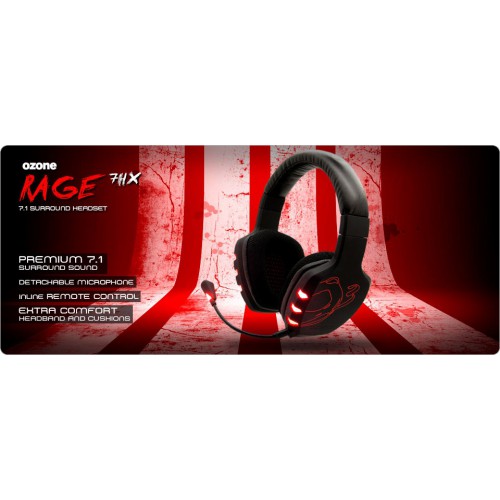 ozone
RAGE 7HX
7.1 SURROUND HEADSET
PREMIUM 7.1
SURROUND SOUND
DETACHABLE MICROPHONE
INLINE REMOTE CONTROL
EXTRA COMFORT
HEADBAND AND CUSHIONS